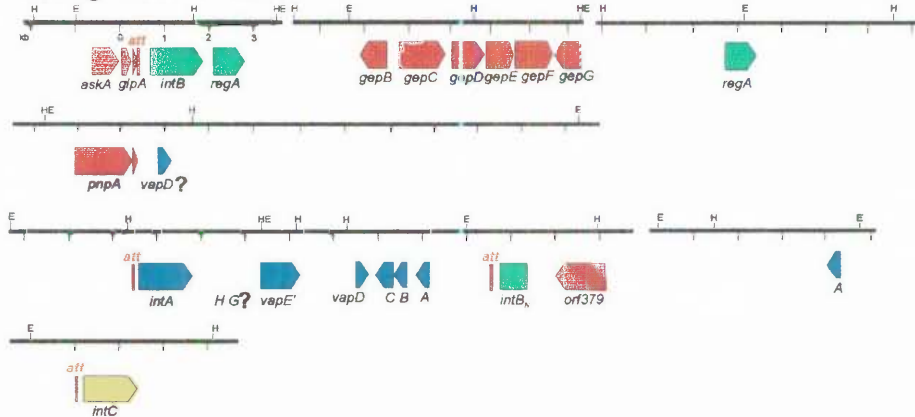 H E H HE H E H HE H E H
kb 0 1 2 3
att
askA glpA intB regA gepB gepC gepD gepE gepF gepG regA
HE H E
pnpA vapD?
E H HE H H E H E H E
att att
intA H G? vapE' vapD C B A intB orf379 A
E H
att
intC